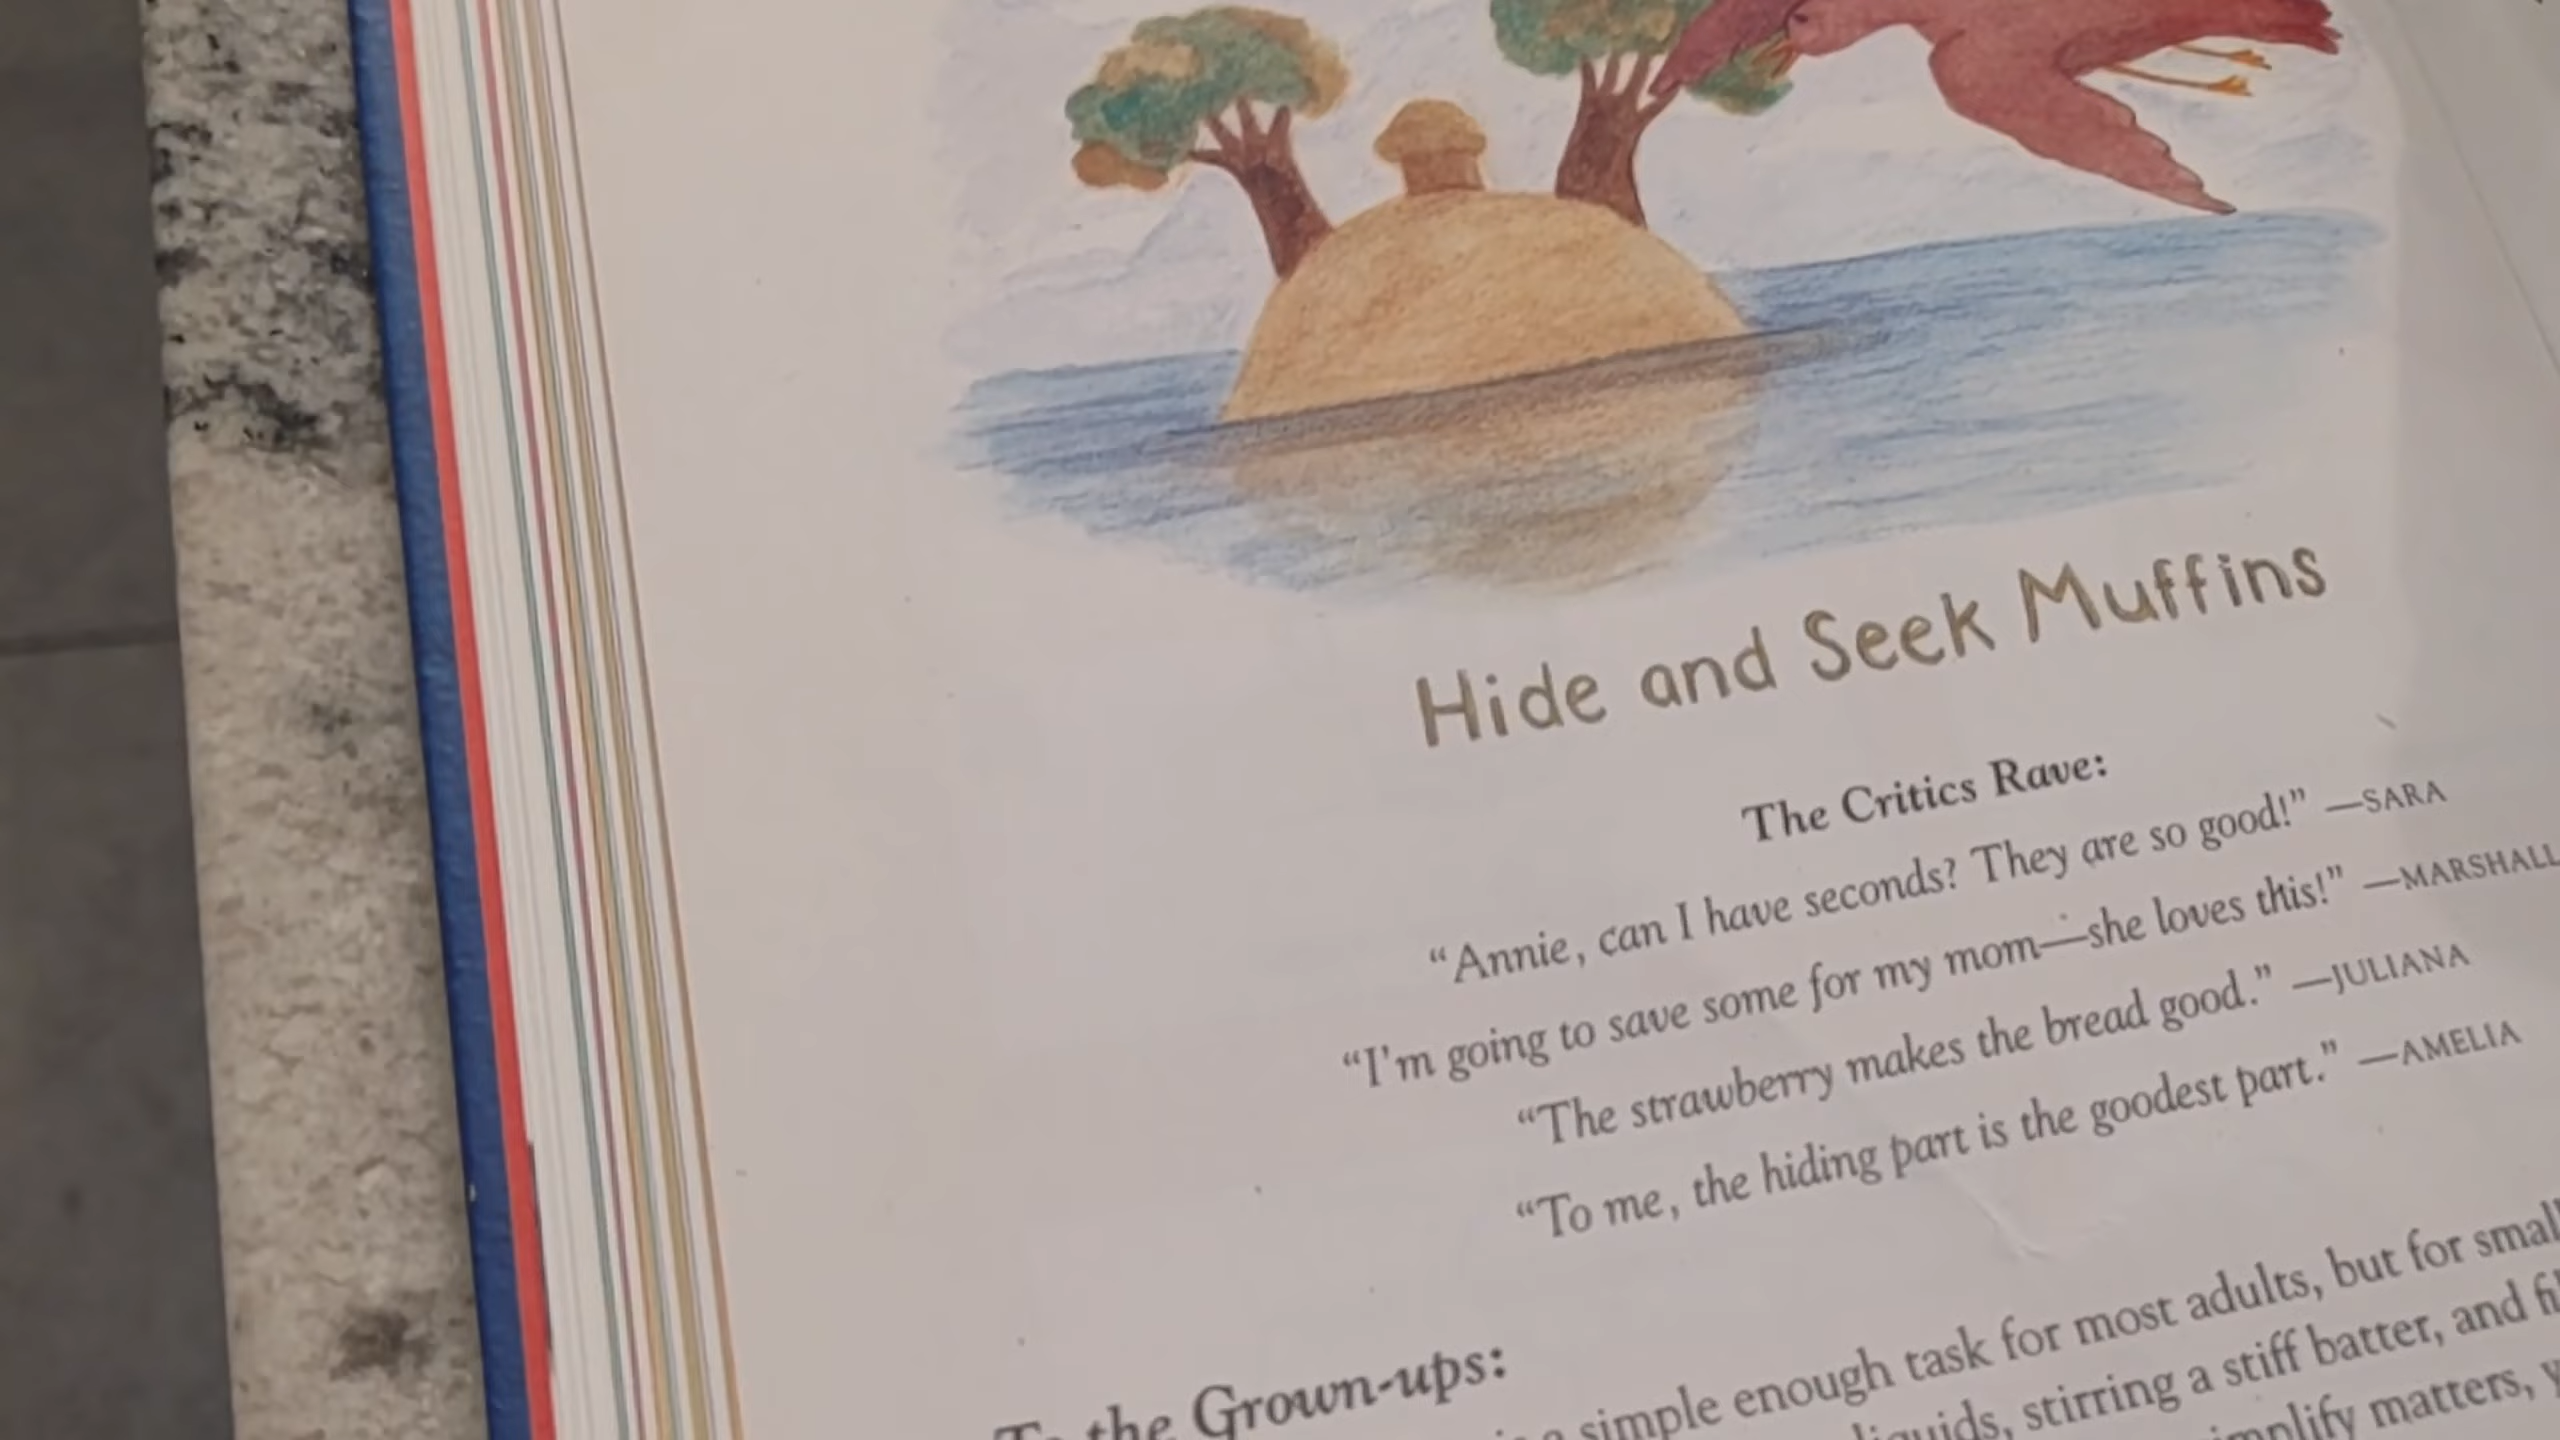 Hide and Seek Muffins
The Critics Rave:
“Annie, can I have seconds? They are so good!” —SARA
“I'm going to save some for my mom—she loves this!” —MARSHALL
“The strawberry makes the bread good.” —JULIANA
“To me, the hiding part is the goodest part.” —AMELIA
To the Grown-ups:
simple enough task for most adults, but for small
liquids, stirring a stiff batter, and
simplify matters,